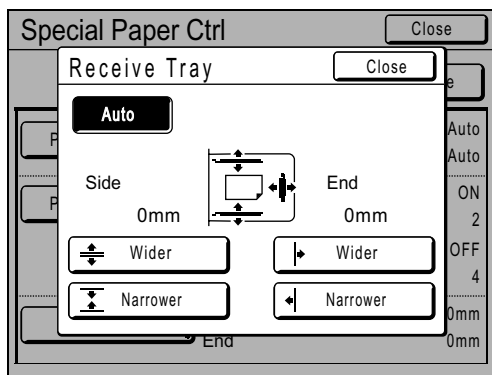 Special Paper Ctrl
Close
Receive Tray
Close
e
Auto
P
Auto
Auto
Side
End
0mm
0mm
P
ON
2
Wider
Wider
OFF
4
Narrower
Narrower
0mm
End
0mm